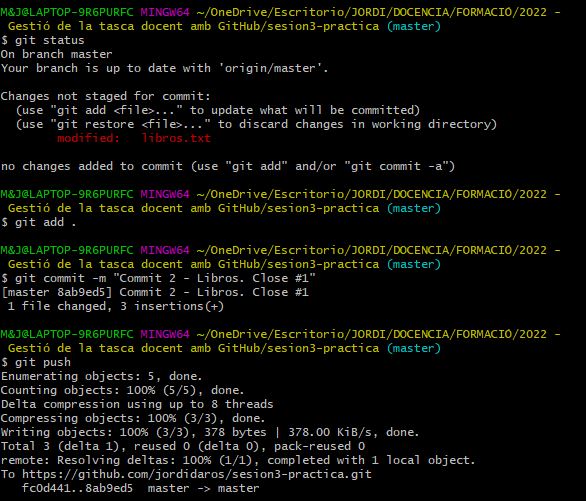 M&J@LAPTOP-9R6PURFC MINGW64 ~/OneDrive/Escritorio/JORDI/DOCENCIA/FORMACIÓ/2022 -
 Gestió de la tasca docent amb GitHub/sesion3-practica (master)
$ git status
On branch master
Your branch is up to date with 'origin/master'.

Changes not staged for commit:
  (use "git add <file>..." to update what will be committed)
  (use "git restore <file>..." to discard changes in working directory)
        modified:   libros.txt

no changes added to commit (use "git add" and/or "git commit -a")

M&J@LAPTOP-9R6PURFC MINGW64 ~/OneDrive/Escritorio/JORDI/DOCENCIA/FORMACIÓ/2022 -
 Gestió de la tasca docent amb GitHub/sesion3-practica (master)
$ git add .

M&J@LAPTOP-9R6PURFC MINGW64 ~/OneDrive/Escritorio/JORDI/DOCENCIA/FORMACIÓ/2022 -
 Gestió de la tasca docent amb GitHub/sesion3-practica (master)
$ git commit -m "Commit 2 - Libros. Close #1"
[master 8ab9ed5] Commit 2 - Libros. Close #1
 1 file changed, 3 insertions(+)

M&J@LAPTOP-9R6PURFC MINGW64 ~/OneDrive/Escritorio/JORDI/DOCENCIA/FORMACIÓ/2022 -
 Gestió de la tasca docent amb GitHub/sesion3-practica (master)
$ git push
Enumerating objects: 5, done.
Counting objects: 100% (5/5), done.
Delta compression using up to 8 threads
Compressing objects: 100% (3/3), done.
Writing objects: 100% (3/3), 378 bytes | 378.00 KiB/s, done.
Total 3 (delta 1), reused 0 (delta 0), pack-reused 0
remote: Resolving deltas: 100% (1/1), completed with 1 local object.
To https://github.com/jordidaros/sesion3-practica.git
   fc0d441..8ab9ed5  master -> master